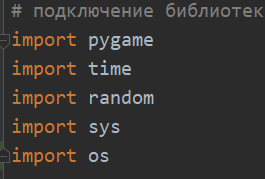 # подключение библиотек
import pygame
import time
import random
import sys
import os